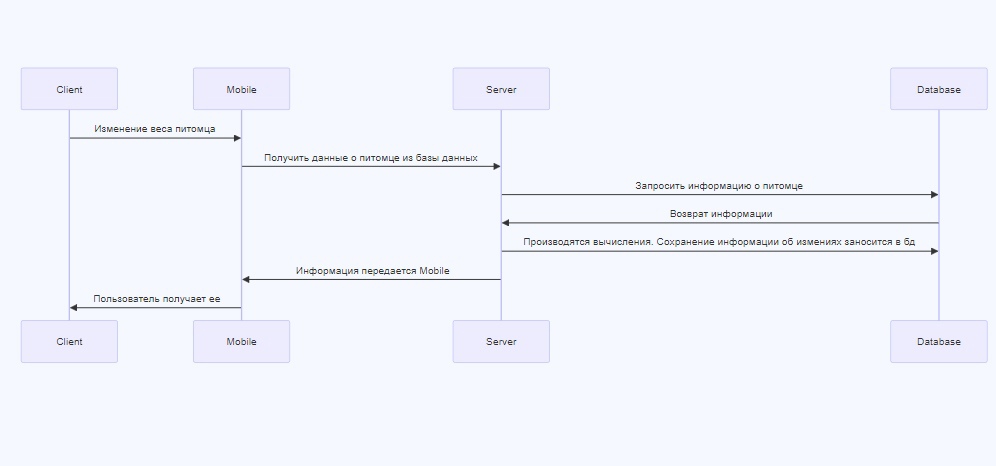 Client
Mobile
Server
Database
Изменение веса питомца
Получить данные о питомце из базы данных
Запросить информацию о питомце
Возврат информации
Производятся вычисления. Сохранение информации об измениях заносится в бд
Информация передается Mobile
Пользователь получает ее
Client
Mobile
Server
Database